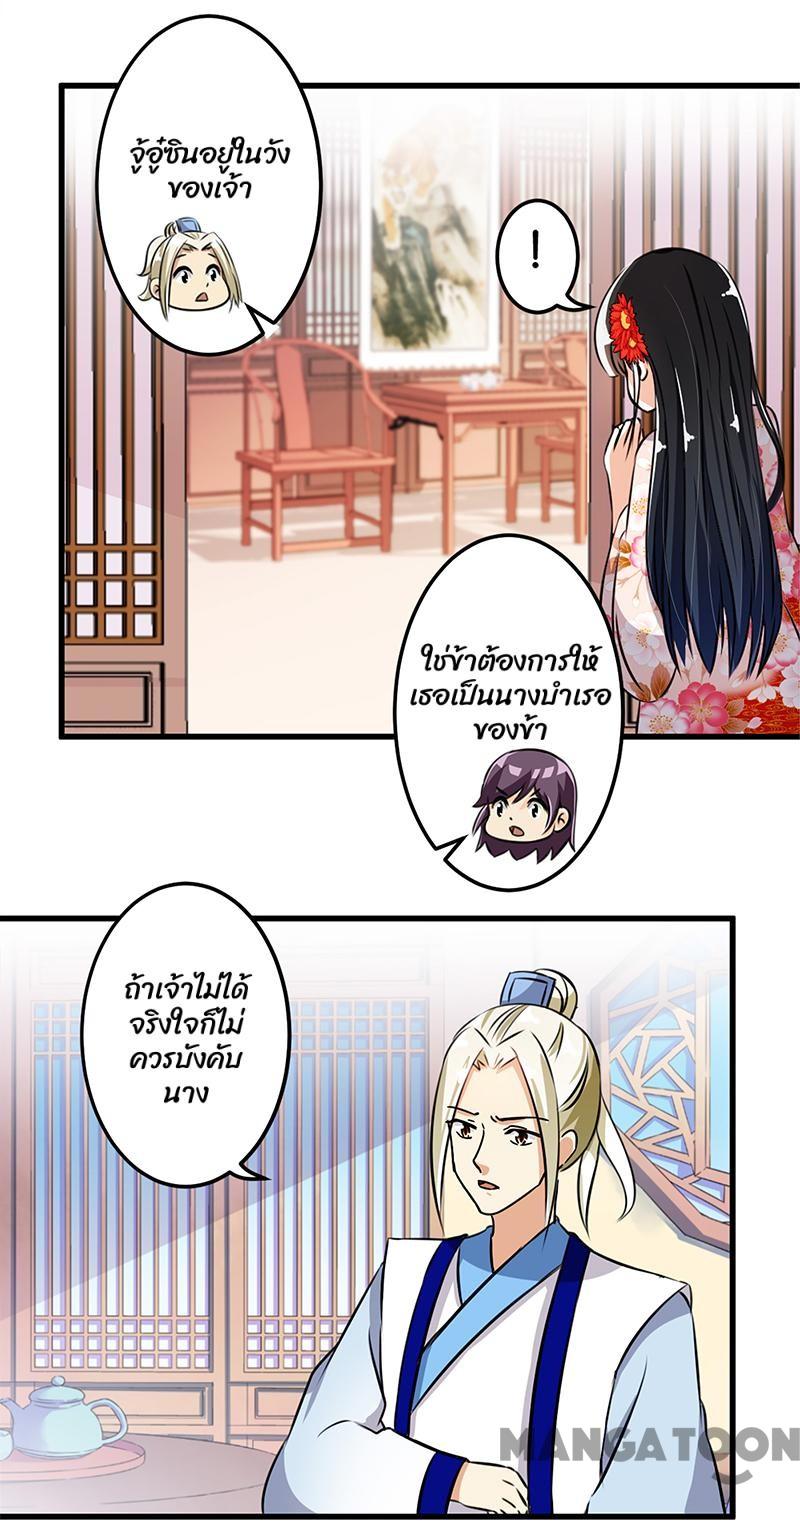 จู้อู๋ซินอยู่ในวัง
ของเจ้า
!
ใช่ข้าต้องการให้
เธอเป็นนางบำเรอ
ของข้า
ถ้าเจ้าไม่ได้
จริงใจก็ไม่
ควรบังคับ
นาง
MANGATOON